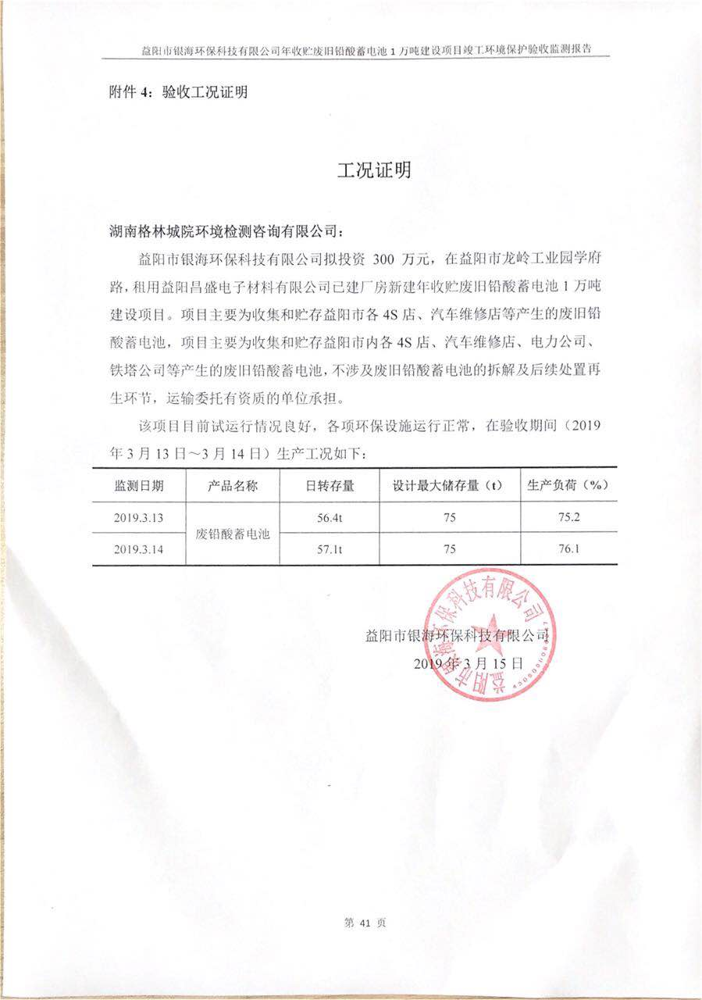 益阳市银海环保科技有限公司年收贮废旧铅酸蓄电池1万吨建设项目竣工环境保护验收监测报告
附件4：验收工况证明
工况证明
湖南格林城院环境检测咨询有限公司：
益阳市银海环保科技有限公司拟投资 300 万元，在益阳市龙岭工业园学府
路，租用益阳昌盛电子材料有限公司已建厂房新建年收贮废旧铅酸蓄电池1万吨
建设项目。项目主要为收集和贮存益阳市各4S店、汽车维修店等产生的废旧铅
酸蓄电池，项目主要为收集和贮存益阳市内各4S店、汽车维修店、电力公司、
铁塔公司等产生的废旧铅酸蓄电池，不涉及废旧铅酸蓄电池的拆解及后续处置再
生环节，运输委托有资质的单位承担。
该项目目前试运行情况良好，各项环保设施运行正常，在验收期间（2019
年3月13日～3月14日）生产工况如下：
监测日期 产品名称 日转存量 设计最大储存量（t） 生产负荷（%）
2019.3.13 废铅酸蓄电池 56.4t 75 75.2
2019.3.14 57.1t 75 76.1
益阳市银海环保科技有限公司
益阳市银海环保科技有限公司
2019年3月15日
第 41 页